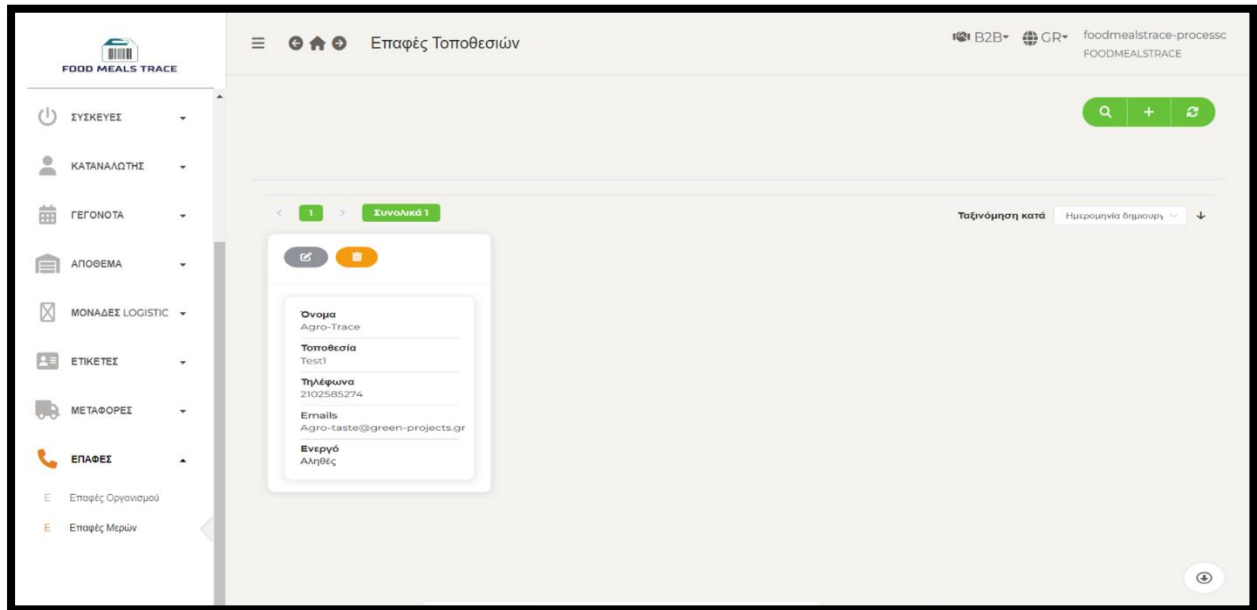 FOOD MEALS TRACE
Επαφές Τοποθεσιών
B2B
GR
foodmealstrace-processc
FOODMEALSTRACE
ΣΥΣΚΕΥΕΣ
ΚΑΤΑΝΑΛΩΤΗΣ
ΓΕΓΟΝΟΤΑ
ΑΠΟΘΕΜΑ
ΜΟΝΑΔΕΣ LOGISTIC
ΕΤΙΚΕΤΕΣ
ΜΕΤΑΦΟΡΕΣ
ΕΠΑΦΕΣ
Ε Επαφές Οργανισμού
Ε Επαφές Μερών
< 1 > Συνολικά 1
Ταξινόμηση κατά Ημερομηνία δημιουργ
Όνομα
Agro-Trace
Τοποθεσία
Test1
Τηλέφωνα
2102585274
Emails
Agro-taste@green-projects.gr
Ενεργό
Αληθές